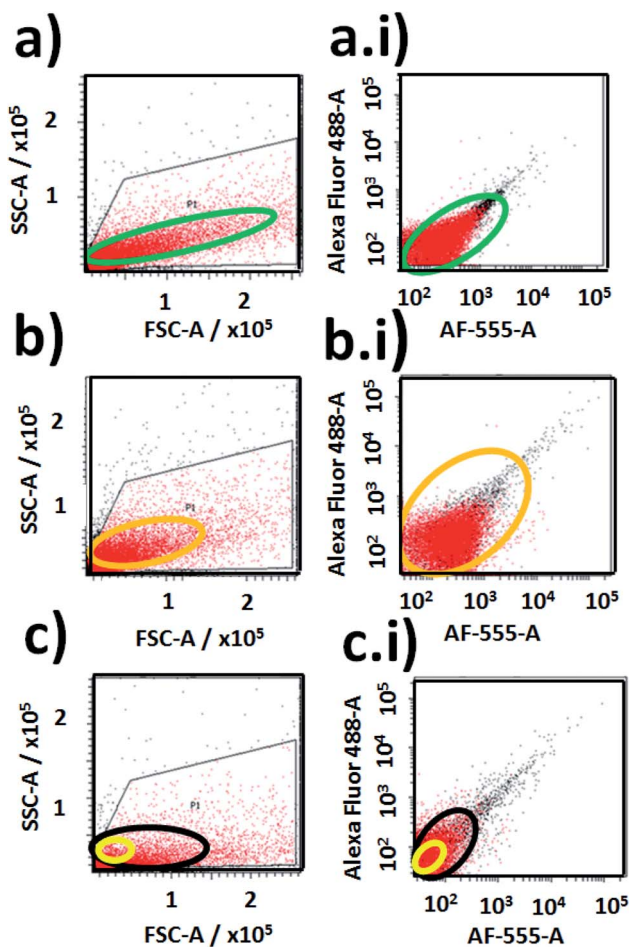 a)
a.i)
SSC-A / x10⁵
2
1
P1
1
2
FSC-A / x10⁵
Alexa Fluor 488-A
10⁵
10⁴
10³
10²
10²
10³
10⁴
10⁵
AF-555-A
b)
b.i)
SSC-A / x10⁵
2
1
P1
1
2
FSC-A / x10⁵
Alexa Fluor 488-A
10⁵
10⁴
10³
10²
10²
10³
10⁴
10⁵
AF-555-A
c)
c.i)
SSC-A / x10⁵
2
1
P1
1
2
FSC-A / x10⁵
Alexa Fluor 488-A
10⁵
10⁴
10³
10²
10²
10³
10⁴
10⁵
AF-555-A